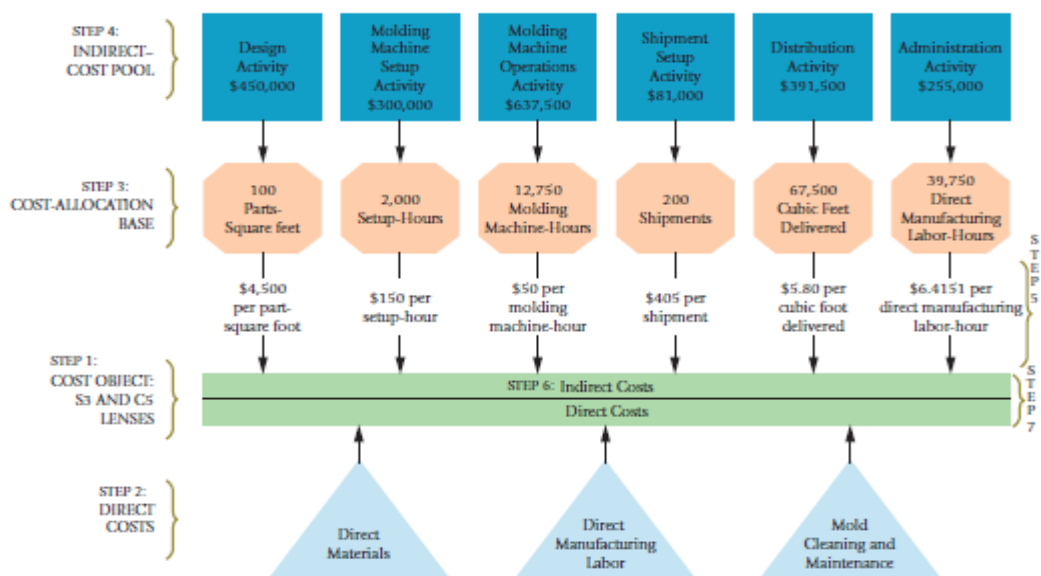 STEP 4:
INDIRECT–
COST POOL
Design
Activity
$450,000
Molding
Machine
Setup
Activity
$300,000
Molding
Machine
Operations
Activity
$637,500
Shipment
Setup
Activity
$81,000
Distribution
Activity
$391,500
Administration
Activity
$255,000
STEP 3:
COST-ALLOCATION
BASE
100
Parts-
Square feet
2,000
Setup-Hours
12,750
Molding
Machine-Hours
200
Shipments
67,500
Cubic Feet
Delivered
39,750
Direct
Manufacturing
Labor-Hours
$4,500
per part-
square foot
$150 per
setup-hour
$50 per
molding
machine-hour
$405 per
shipment
$5.80 per
cubic foot
delivered
$6.4151 per
direct manufacturing
labor-hour
STEP 5
STEP 1:
COST OBJECT:
S3 AND C5
LENSES
STEP 6: Indirect Costs
Direct Costs
STEP 7
STEP 2:
DIRECT
COSTS
Direct
Materials
Direct
Manufacturing
Labor
Mold
Cleaning and
Maintenance